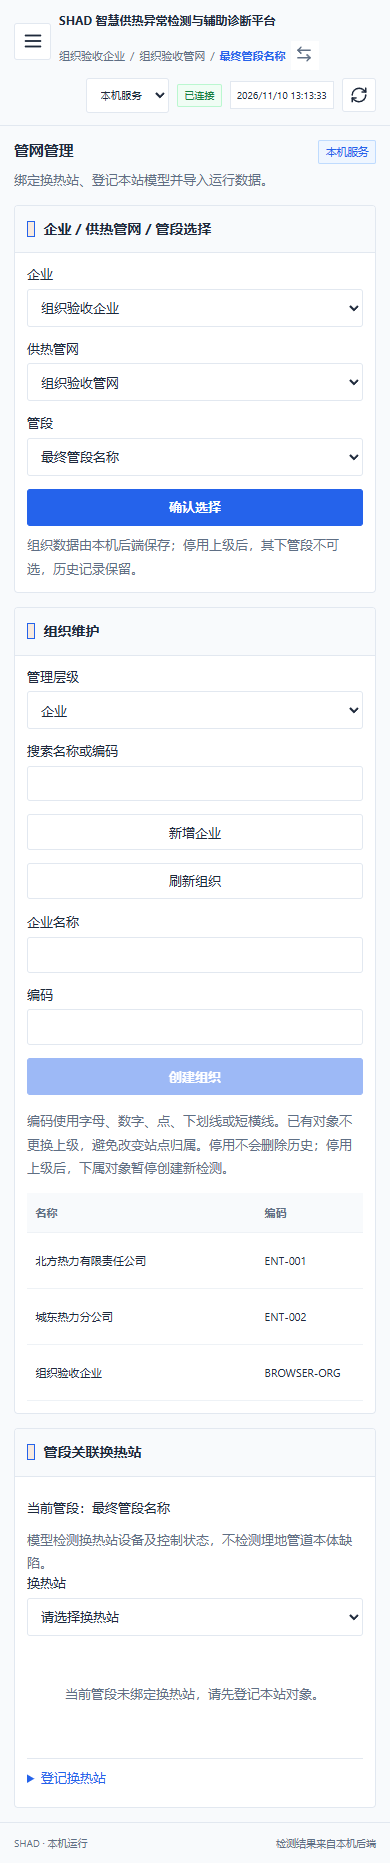 SHAD 智慧供热异常检测与辅助诊断平台
组织验收企业 / 组织验收管网 / 最终管段名称
本机服务
已连接
2026/11/10 13:13:33
管网管理
本机服务
绑定换热站、登记本站模型并导入运行数据。
企业 / 供热管网 / 管段选择
企业
组织验收企业
供热管网
组织验收管网
管段
最终管段名称
确认选择
组织数据由本机后端保存；停用上级后，其下管段不可
选，历史记录保留。
组织维护
管理层级
企业
搜索名称或编码
新增企业
刷新组织
企业名称
编码
创建组织
编码使用字母、数字、点、下划线或短横线。已有对象不
更换上级，避免改变站点归属。停用不会删除历史；停用
上级后，下属对象暂停创建新检测。
名称 编码
北方热力有限责任公司 ENT-001
城东热力分公司 ENT-002
组织验收企业 BROWSER-ORG
管段关联换热站
当前管段：最终管段名称
模型检测换热站设备及控制状态，不检测埋地管道本体缺
陷。
换热站
请选择换热站
当前管段未绑定换热站，请先登记本站对象。
登记换热站
SHAD · 本机运行
检测结果来自本机后端